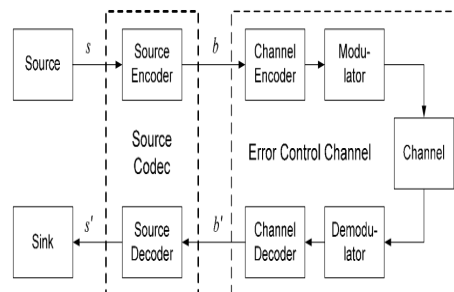 s
b
Source
Source
Encoder
Channel
Encoder
Modu-
lator
Source
Codec
Error Control Channel
Channel
s'
b'
Sink
Source
Decoder
Channel
Decoder
Demodu-
lator